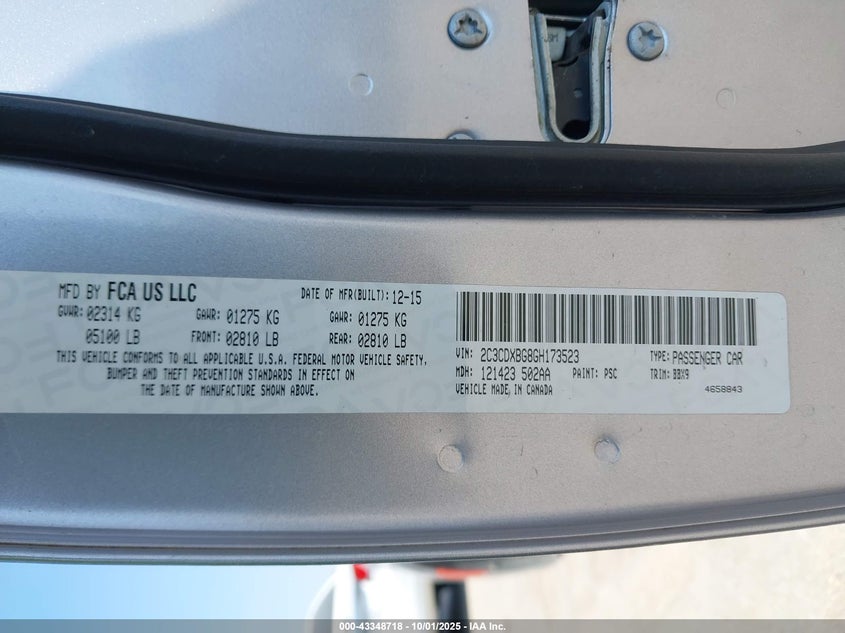 JSM
MFD BY FCA US LLC DATE OF MFR(BUILT): 12-15
GVWR: 02314 KG GAWR: 01275 KG GAWR: 01275 KG
05100 LB FRONT: 02810 LB REAR: 02810 LB
THIS VEHICLE CONFORMS TO ALL APPLICABLE U.S.A. FEDERAL MOTOR VEHICLE SAFETY,
BUMPER AND THEFT PREVENTION STANDARDS IN EFFECT ON
THE DATE OF MANUFACTURE SHOWN ABOVE.
VIN: 2C3CDXBG8GH173523 TYPE: PASSENGER CAR
MDH: 121423 502AA PAINT: PSC TRIM: BBX9
VEHICLE MADE IN CANADA 4658843
000-43348718 - 10/01/2025 - © IAA Inc.